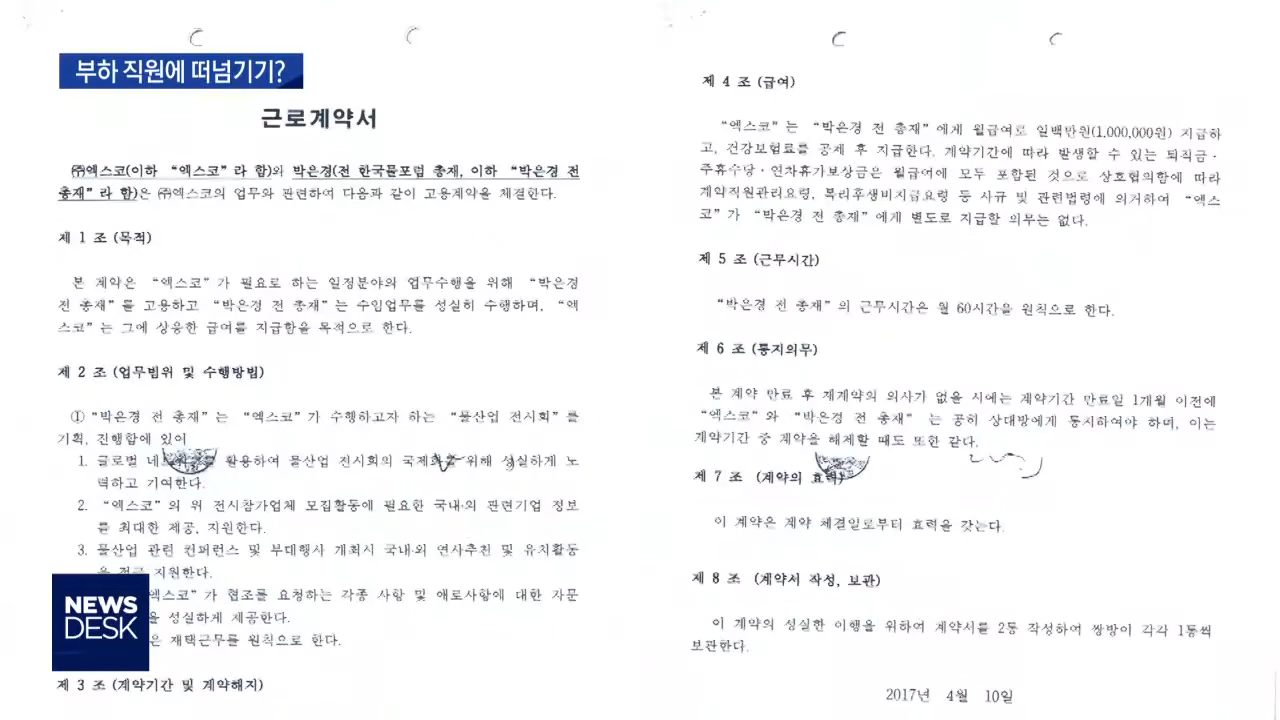 부하 직원에 떠넘기기?
근로계약서
㈜엑스코(이하 “엑스코”라 함)와 박은경(전 한국물포럼 총재, 이하 “박은경 전
총재”라 함)은 ㈜엑스코의 업무와 관련하여 다음과 같이 고용계약을 체결한다.
제 1 조 (목적)
본 계약은 “엑스코”가 필요로 하는 일정분야의 업무수행을 위해 “박은경
전 총재”를 고용하고 “박은경 전 총재”는 수임업무를 성실히 수행하며, “엑
스코”는 그에 상응한 급여를 지급함을 목적으로 한다.
제 2 조 (업무범위 및 수행방법)
① “박은경 전 총재”는 “엑스코”가 수행하고자 하는 “물산업 전시회”를
기획, 진행함에 있어
1. 글로벌 활용하여 물산업 전시회의 위해 성실하게 노
력하고 기여한다.
2. “엑스코”의 위 전시참가업체 모집활동에 필요한 국내·외 관련기업 정보
를 최대한 제공, 지원한다.
3. 물산업 관련 컨퍼런스 및 부대행사 개최시 국내·외 연사추천 및 유치활동
지원한다.
엑스코”가 협조를 요청하는 각종 사항 및 애로사항에 대한 자문
을 성실하게 제공한다.
은 재택근무를 원칙으로 한다.
제 3 조 (계약기간 및 계약해지)
NEWS
DESK
제 4 조 (급여)
“엑스코”는 “박은경 전 총재”에게 월급여로 일백만원(1,000,000원) 지급하
고, 건강보험료를 공제 후 지급한다. 계약기간에 따라 발생할 수 있는 퇴직금·
주휴수당·연차휴가보상금은 월급여에 모두 포함된 것으로 상호협의함에 따라
계약직원관리요령, 복리후생비지급요령 등 사규 및 관련법령에 의거하여 “엑스
코”가 “박은경 전 총재”에게 별도로 지급할 의무는 없다.
제 5 조 (근무시간)
“박은경 전 총재”의 근무시간은 월 60시간을 원칙으로 한다.
제 6 조 (통지의무)
본 계약 만료 후 재계약의 의사가 없을 시에는 계약기간 만료일 1개월 이전에
“엑스코”와 “박은경 전 총재” 는 공히 상대방에게 통지하여야 하며, 이는
계약기간 중 계약을 해제할 때도 또한 같다.
제 7 조 (계약의 효력)
이 계약은 계약 체결일로부터 효력을 갖는다.
제 8 조 (계약서 작성, 보관)
이 계약의 성실한 이행을 위하여 계약서를 2통 작성하여 쌍방이 각각 1통씩
보관한다.
2017년 4월 10일